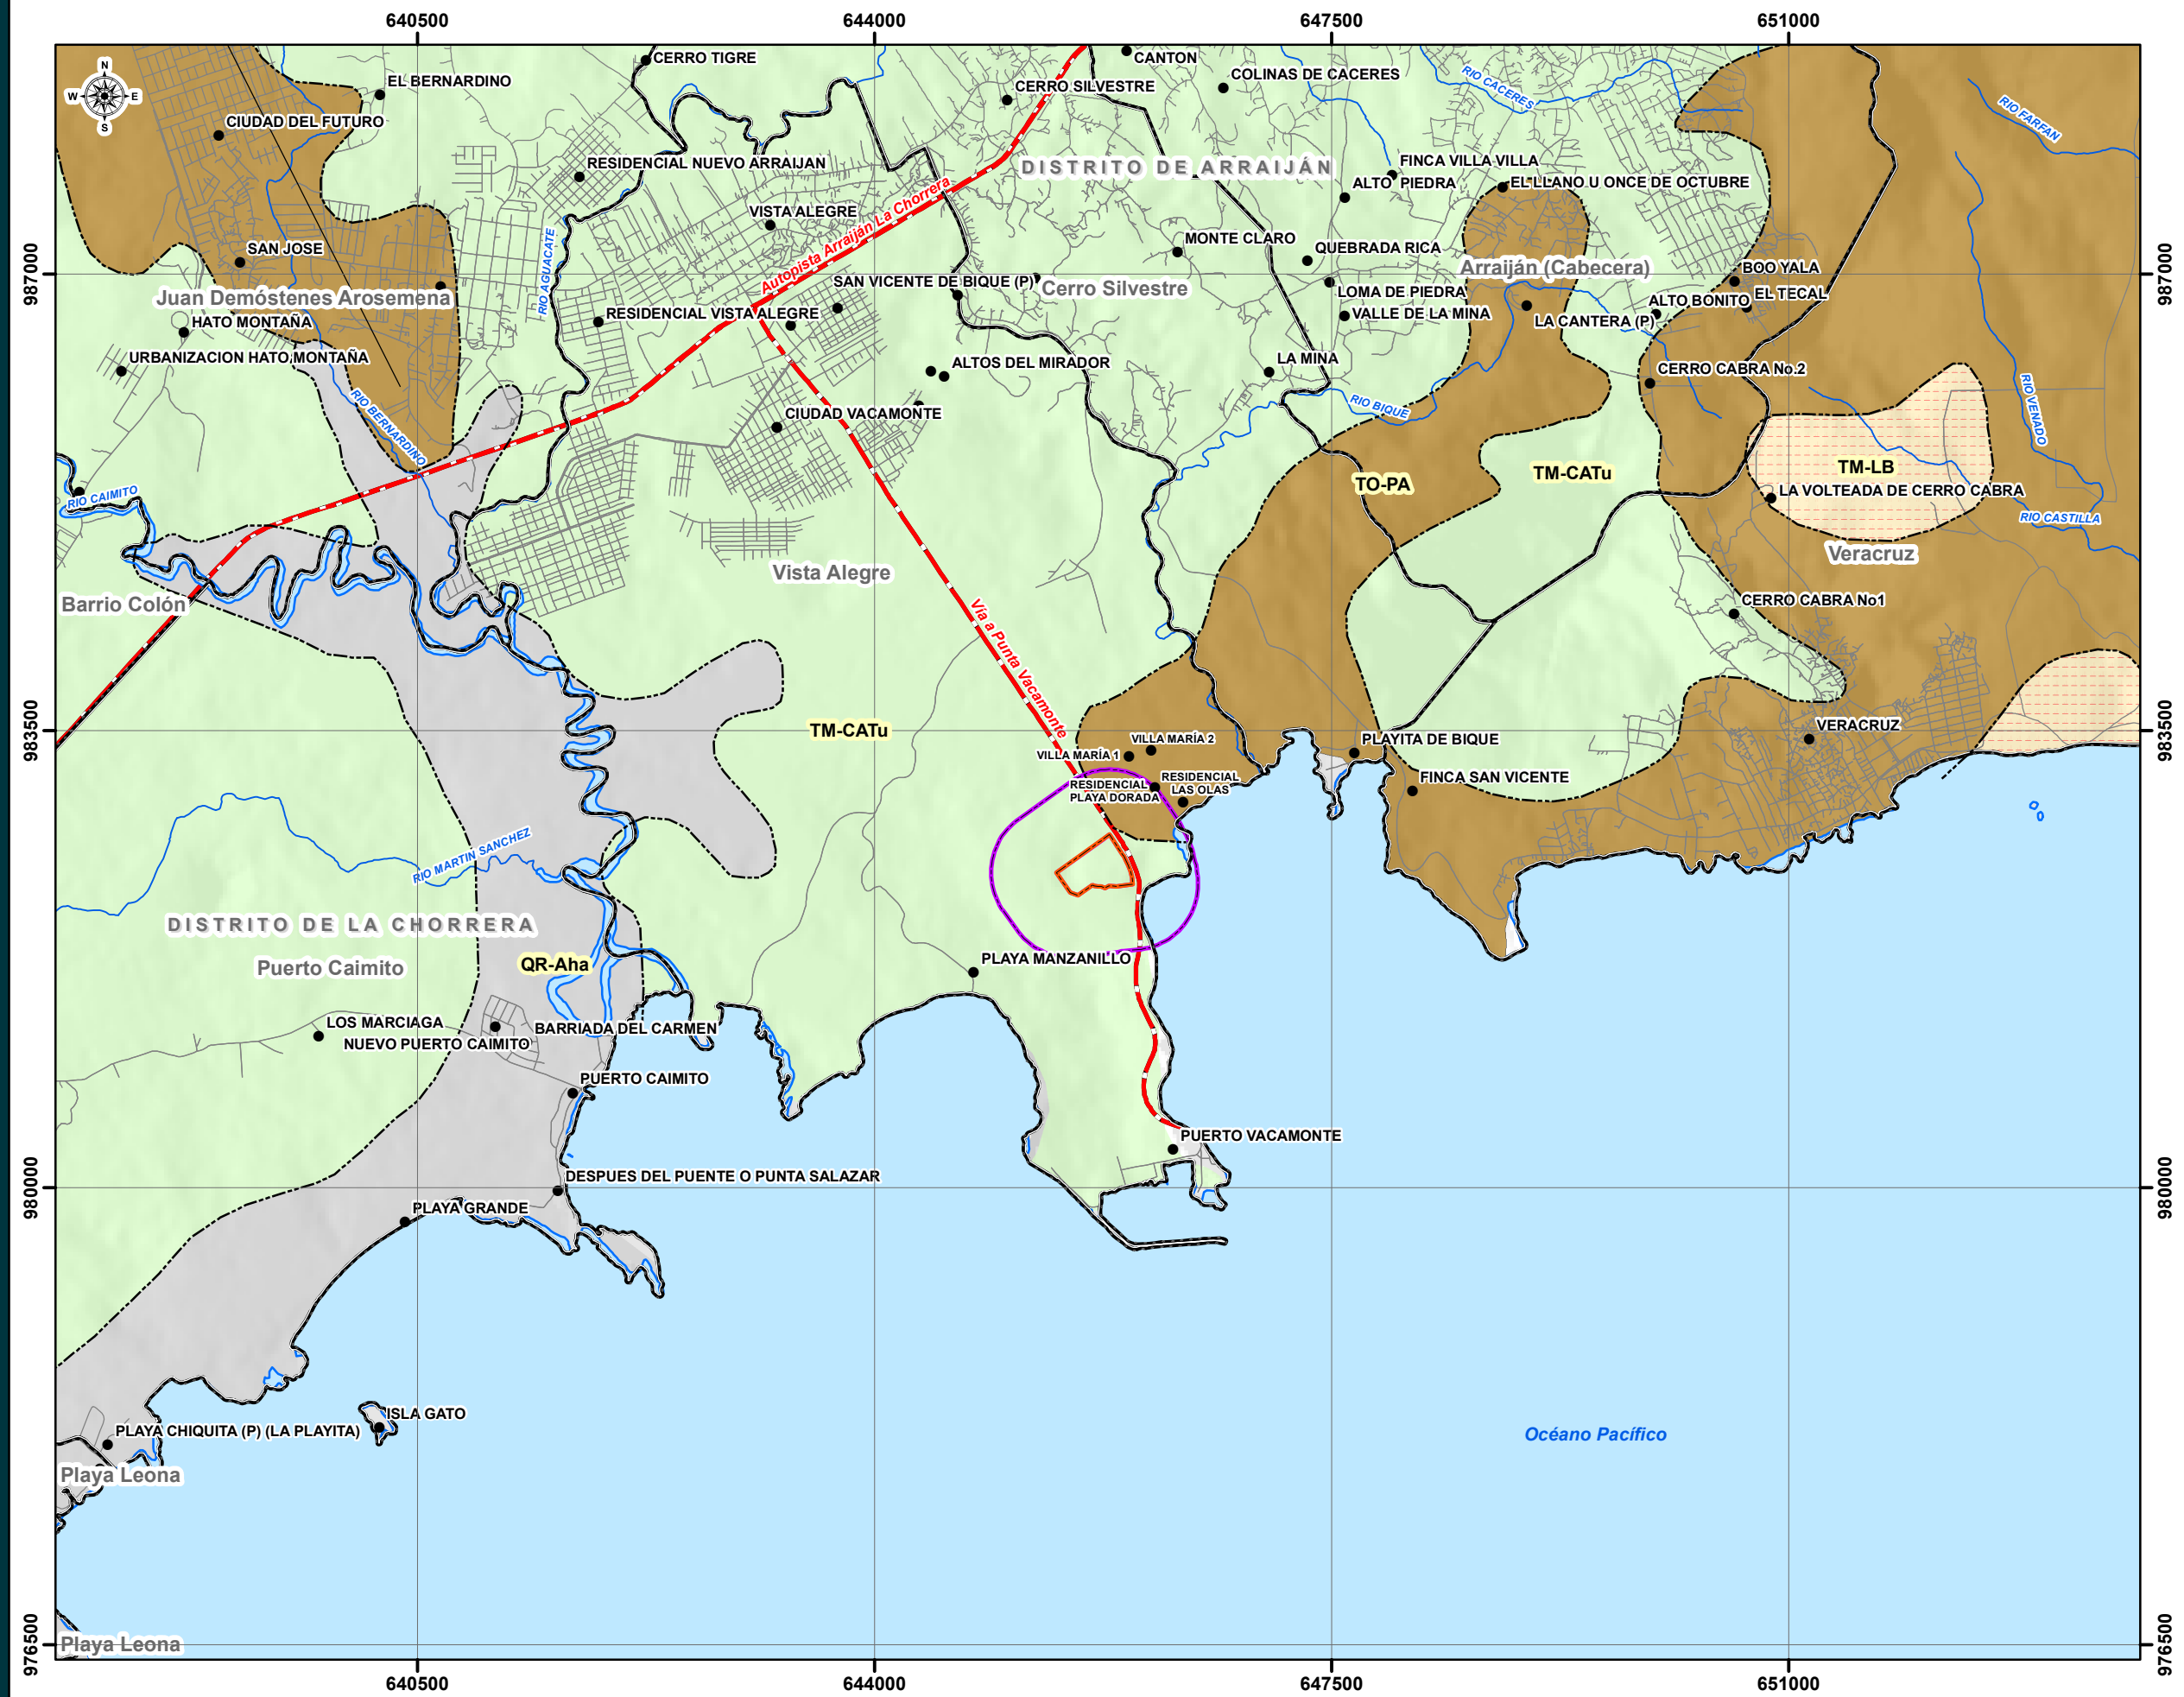 640500
644000
647500
651000
N
W
E
S
CERRO TIGRE
CANTON
EL BERNARDINO
COLINAS DE CACERES
CERRO SILVESTRE
RIO CACERES
RIO FARFAN
CIUDAD DEL FUTURO
RESIDENCIAL NUEVO ARRAIJAN
DISTRITO DE ARRAIJÁN
FINCA VILLA VILLA
ALTO PIEDRA
EL LLANO U ONCE DE OCTUBRE
VISTA ALEGRE
Autopista Arraiján La Chorrera
SAN JOSE
RIO AGUACATE
MONTE CLARO
QUEBRADA RICA
987000
987000
Arraiján (Cabecera)
BOO YALA
Juan Demóstenes Arosemena
SAN VICENTE DE BIQUE (P)
Cerro Silvestre
LOMA DE PIEDRA
ALTO BONITO
EL TECAL
HATO MONTAÑA
RESIDENCIAL VISTA ALEGRE
VALLE DE LA MINA
LA CANTERA (P)
URBANIZACION HATO MONTAÑA
ALTOS DEL MIRADOR
LA MINA
CERRO CABRA No.2
RIO BERNARDINO
CIUDAD VACAMONTE
RIO BIQUE
RIO VENADO
TO-PA
TM-CATu
TM-LB
RIO CAIMITO
LA VOLTEADA DE CERRO CABRA
RIO CASTILLA
Vista Alegre
Veracruz
Barrio Colón
CERRO CABRA No1
Vía a Punta Vacamonte
983500
983500
TM-CATu
VILLA MARÍA 2
VILLA MARÍA 1
PLAYITA DE BIQUE
VERACRUZ
RESIDENCIAL
PLAYA DORADA
RESIDENCIAL
LAS OLAS
FINCA SAN VICENTE
RIO MARTIN SANCHEZ
DISTRITO DE LA CHORRERA
Puerto Caimito
QR-Aha
PLAYA MANZANILLO
LOS MARCIAGA
BARRIADA DEL CARMEN
NUEVO PUERTO CAIMITO
PUERTO CAIMITO
PUERTO VACAMONTE
DESPUES DEL PUENTE O PUNTA SALAZAR
980000
980000
PLAYA GRANDE
ISLA GATO
PLAYA CHIQUITA (P) (LA PLAYITA)
Océano Pacífico
Playa Leona
Playa Leona
976500
976500
640500
644000
647500
651000